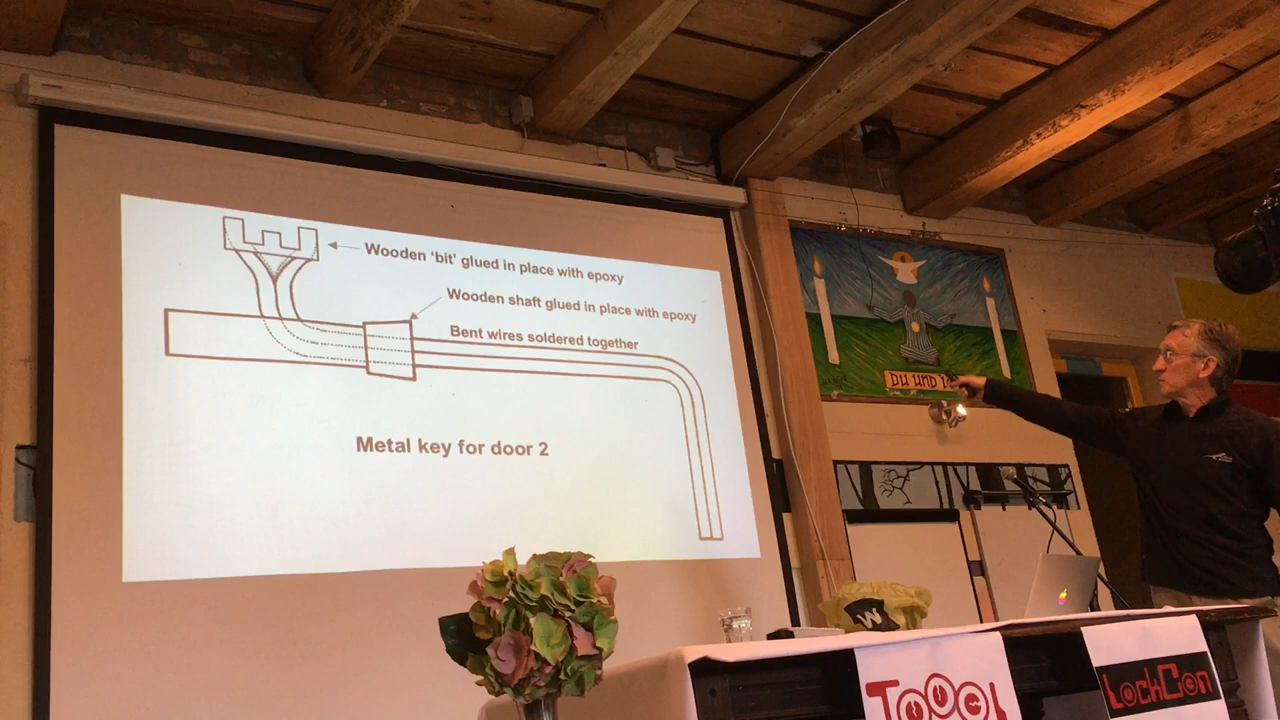 Wooden 'bit' glued in place with epoxy
Wooden shaft glued in place with epoxy
Bent wires soldered together
Metal key for door 2
DU UND
W
TOOOL
LockCon